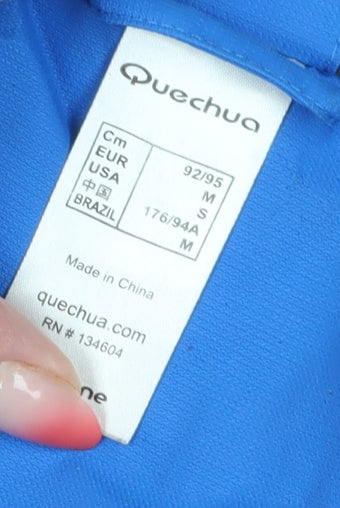 Quechua
Cm 92/95
EUR M
USA S
中国 176/94A
BRAZIL M
Made in China
quechua.com
RN # 134604